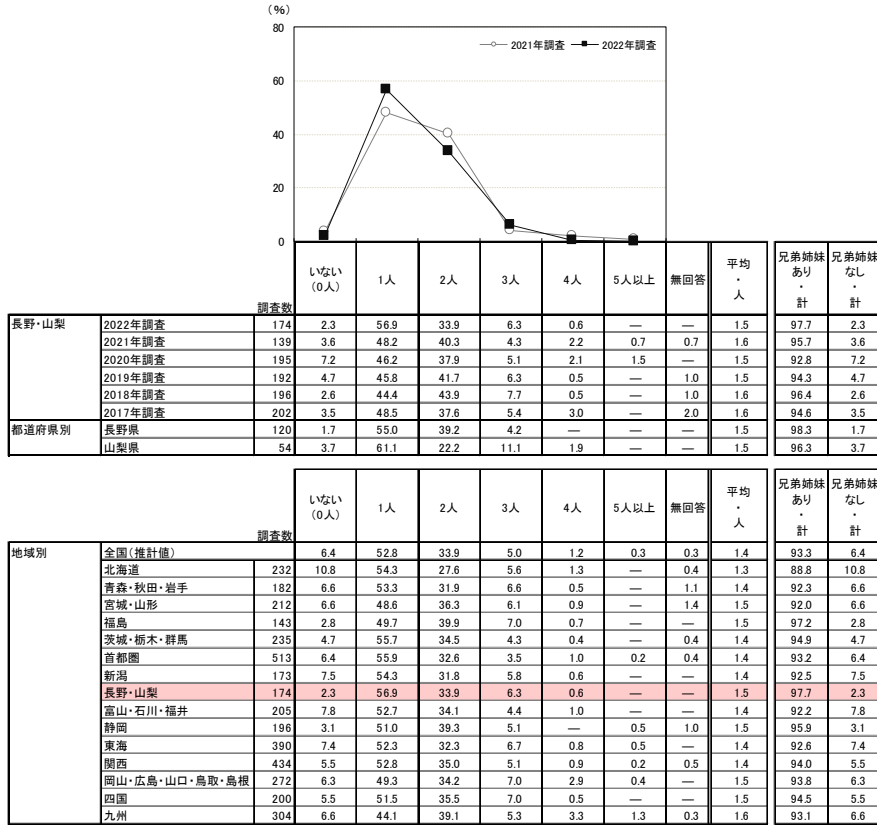 (%)
80
60
40
20
0
2021年調査 2022年調査
調査数 いない(0人) 1人 2人 3人 4人 5人以上 無回答 平均・人 兄弟姉妹あり・計 兄弟姉妹なし・計
長野・山梨 2022年調査 174 2.3 56.9 33.9 6.3 0.6 — — 1.5 97.7 2.3
2021年調査 139 3.6 48.2 40.3 4.3 2.2 0.7 0.7 1.6 95.7 3.6
2020年調査 195 7.2 46.2 37.9 5.1 2.1 1.5 — 1.5 92.8 7.2
2019年調査 192 4.7 45.8 41.7 6.3 0.5 — 1.0 1.5 94.3 4.7
2018年調査 196 2.6 44.4 43.9 7.7 0.5 — 1.0 1.6 96.4 2.6
2017年調査 202 3.5 48.5 37.6 5.4 3.0 — 2.0 1.6 94.6 3.5
都道府県別 長野県 120 1.7 55.0 39.2 4.2 — — — 1.5 98.3 1.7
山梨県 54 3.7 61.1 22.2 11.1 1.9 — — 1.5 96.3 3.7
調査数 いない(0人) 1人 2人 3人 4人 5人以上 無回答 平均・人 兄弟姉妹あり・計 兄弟姉妹なし・計
地域別 全国(推計値) 6.4 52.8 33.9 5.0 1.2 0.3 0.3 1.4 93.3 6.4
北海道 232 10.8 54.3 27.6 5.6 1.3 — 0.4 1.3 88.8 10.8
青森・秋田・岩手 182 6.6 53.3 31.9 6.6 0.5 — 1.1 1.4 92.3 6.6
宮城・山形 212 6.6 48.6 36.3 6.1 0.9 — 1.4 1.5 92.0 6.6
福島 143 2.8 49.7 39.9 7.0 0.7 — — 1.5 97.2 2.8
茨城・栃木・群馬 235 4.7 55.7 34.5 4.3 0.4 — 0.4 1.4 94.9 4.7
首都圏 513 6.4 55.9 32.6 3.5 1.0 0.2 0.4 1.4 93.2 6.4
新潟 173 7.5 54.3 31.8 5.8 0.6 — — 1.4 92.5 7.5
長野・山梨 174 2.3 56.9 33.9 6.3 0.6 — — 1.5 97.7 2.3
富山・石川・福井 205 7.8 52.7 34.1 4.4 1.0 — — 1.4 92.2 7.8
静岡 196 3.1 51.0 39.3 5.1 — 0.5 1.0 1.5 95.9 3.1
東海 390 7.4 52.3 32.3 6.7 0.8 0.5 — 1.4 92.6 7.4
関西 434 5.5 52.8 35.0 5.1 0.9 0.2 0.5 1.4 94.0 5.5
岡山・広島・山口・鳥取・島根 272 6.3 49.3 34.2 7.0 2.9 0.4 — 1.5 93.8 6.3
四国 200 5.5 51.5 35.5 7.0 0.5 — — 1.5 94.5 5.5
九州 304 6.6 44.1 39.1 5.3 3.3 1.3 0.3 1.6 93.1 6.6